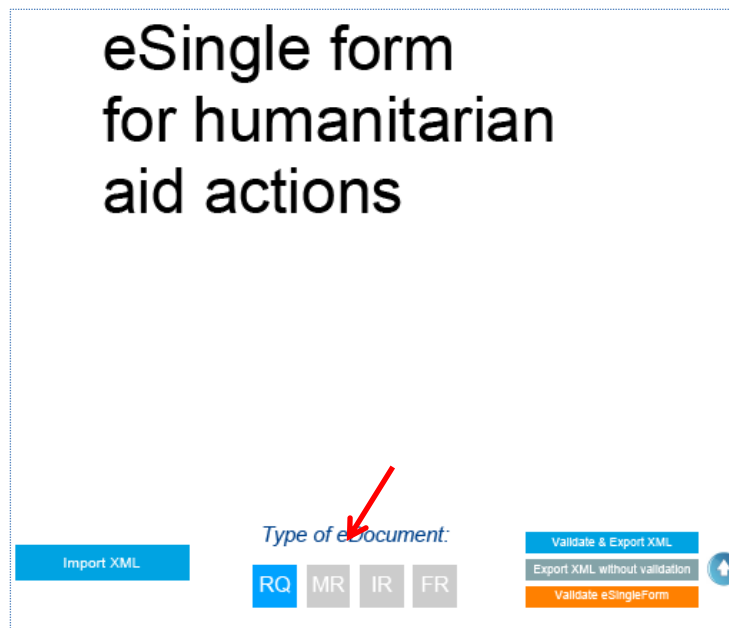 eSingle form
for humanitarian
aid actions
Type of eDocument:
Import XML
RQ MR IR FR
Validate & Export XML
Export XML without validation
Validate eSingleForm